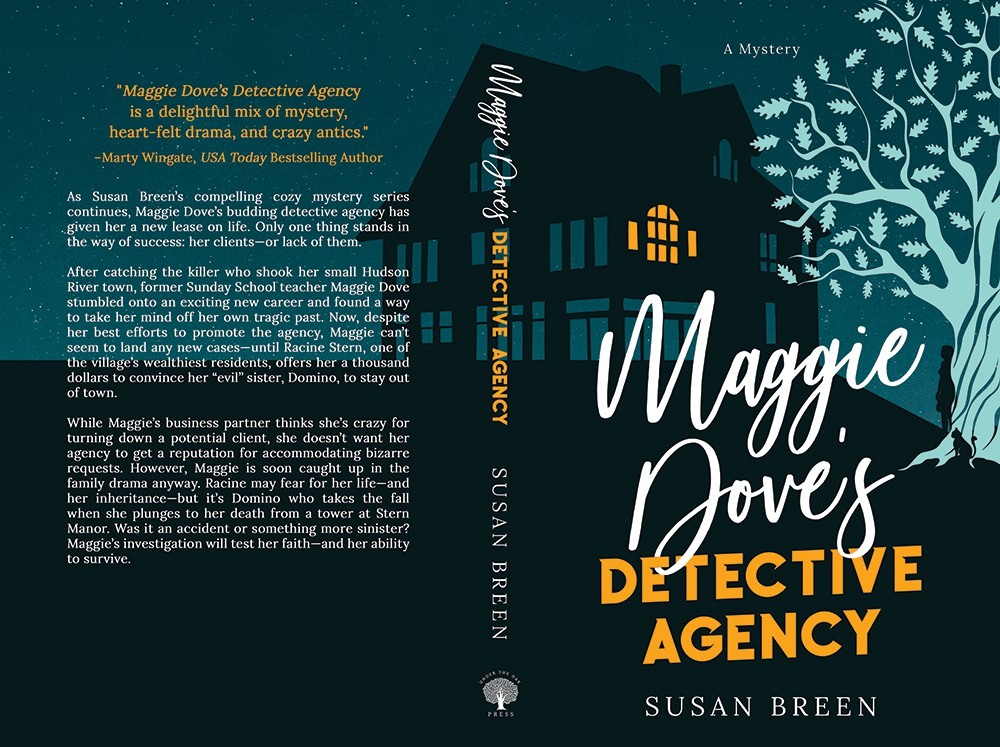 "Maggie Dove's Detective Agency
is a delightful mix of mystery,
heart-felt drama, and crazy antics."
–Marty Wingate, USA Today Bestselling Author
As Susan Breen's compelling cozy mystery series
continues, Maggie Dove's budding detective agency has
given her a new lease on life. Only one thing stands in
the way of success: her clients—or lack of them.
After catching the killer who shook her small Hudson
River town, former Sunday School teacher Maggie Dove
stumbled onto an exciting new career and found a way
to take her mind off her own tragic past. Now, despite
her best efforts to promote the agency, Maggie can't
seem to land any new cases—until Racine Stern, one of
the village's wealthiest residents, offers her a thousand
dollars to convince her “evil” sister, Domino, to stay out
of town.
While Maggie's business partner thinks she's crazy for
turning down a potential client, she doesn't want her
agency to get a reputation for accommodating bizarre
requests. However, Maggie is soon caught up in the
family drama anyway. Racine may fear for her life—and
her inheritance—but it's Domino who takes the fall
when she plunges to her death from a tower at Stern
Manor. Was it an accident or something more sinister?
Maggie's investigation will test her faith—and her ability
to survive.
Maggie Dove's DETECTIVE AGENCY
SUSAN BREEN
UNDER THE OAK
PRESS
A Mystery
Maggie
Dove's
DETECTIVE
AGENCY
SUSAN BREEN